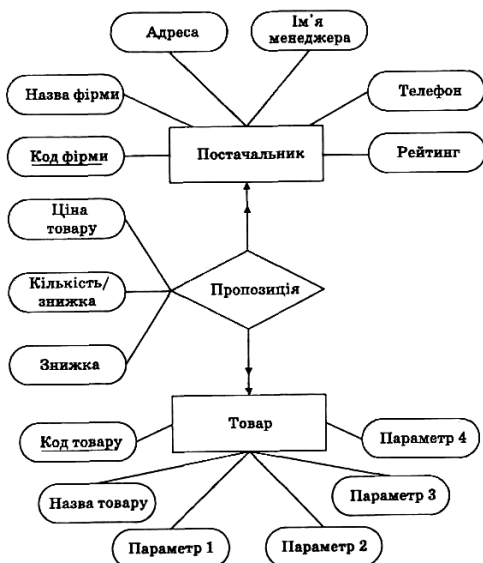 Адреса
Ім'я
менеджера
Назва фірми
Телефон
Код фірми
Постачальник
Рейтинг
Ціна
товару
Кількість/
знижка
Пропозиція
Знижка
Код товару
Товар
Параметр 4
Назва товару
Параметр 3
Параметр 1
Параметр 2